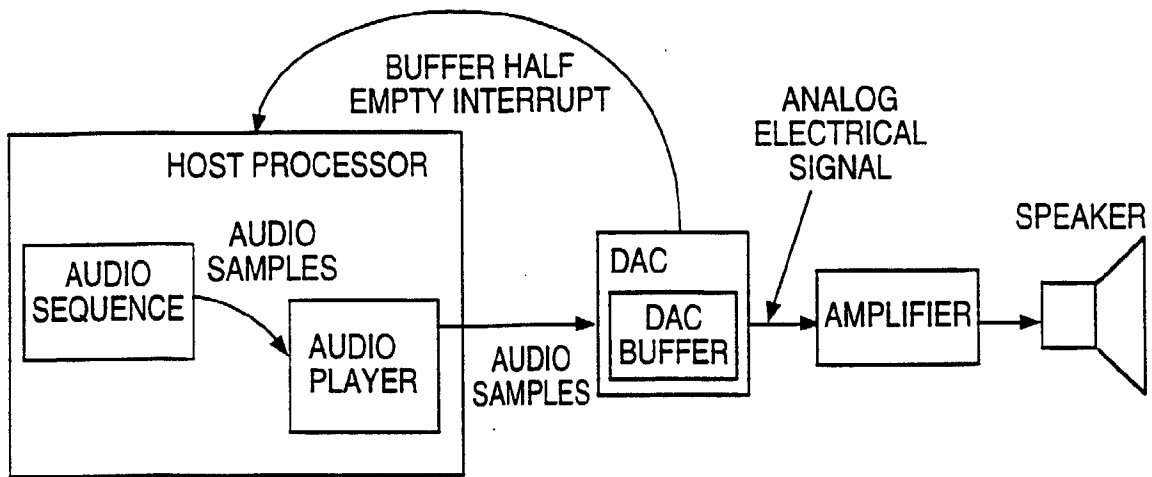 BUFFER HALF
EMPTY INTERRUPT
ANALOG
ELECTRICAL
SIGNAL
HOST PROCESSOR
SPEAKER
AUDIO
SAMPLES
AUDIO
SEQUENCE
DAC
DAC
BUFFER
AMPLIFIER
AUDIO
PLAYER
AUDIO
SAMPLES